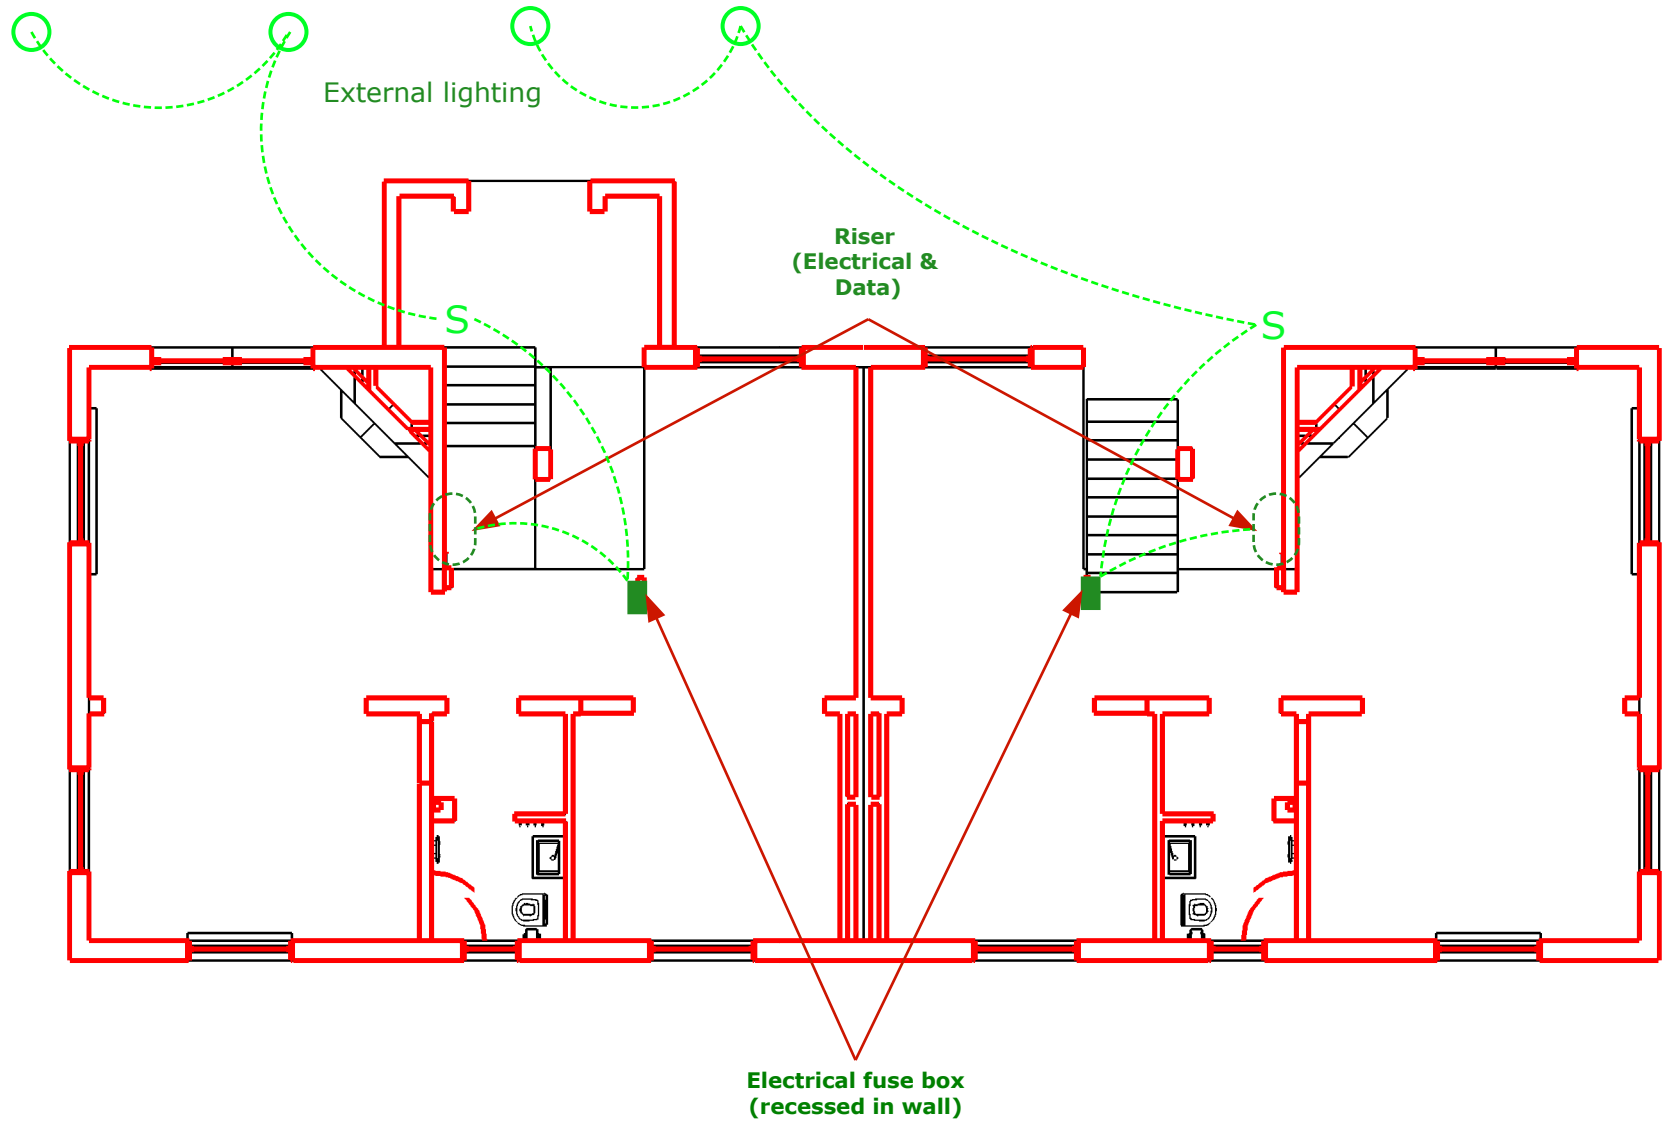 External lighting
Riser
(Electrical &
Data)
S
S
Electrical fuse box
(recessed in wall)